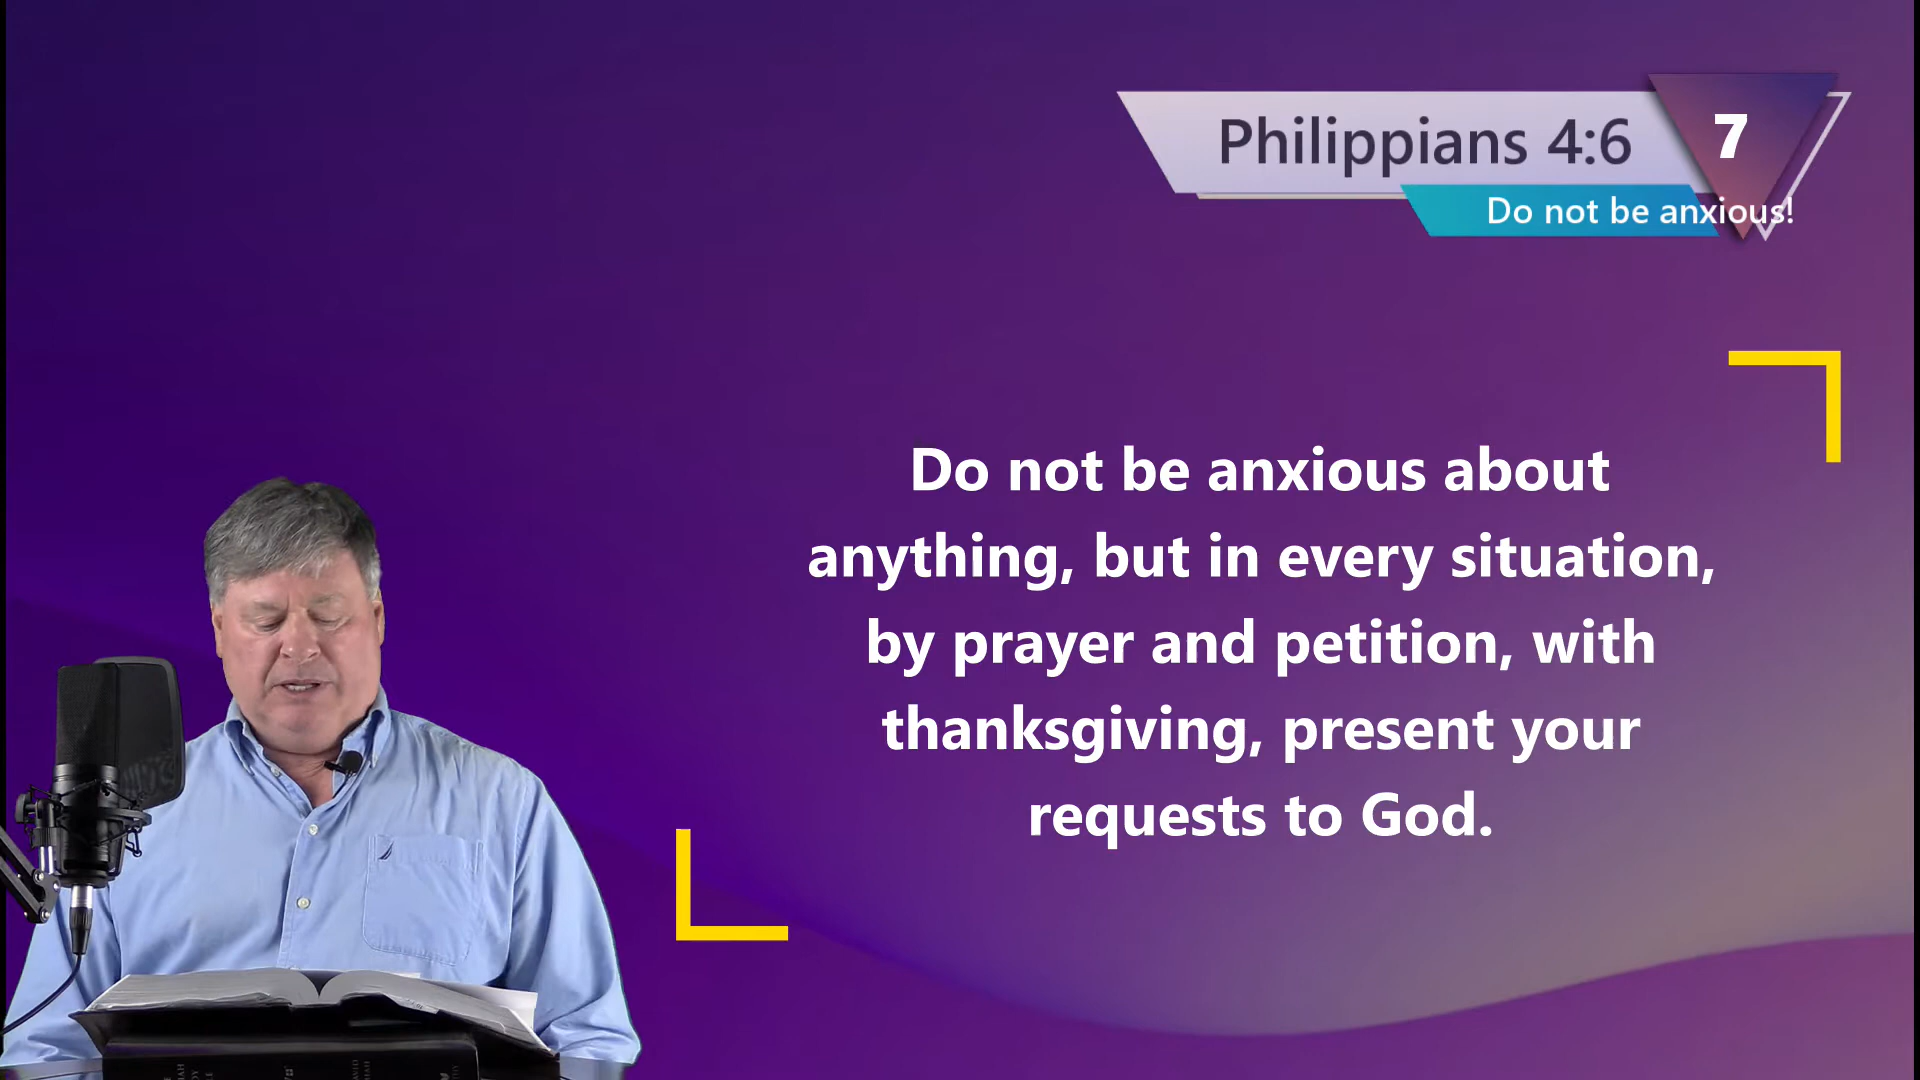 Philippians 4:6
7
Do not be anxious!
Do not be anxious about
anything, but in every situation,
by prayer and petition, with
thanksgiving, present your
requests to God.